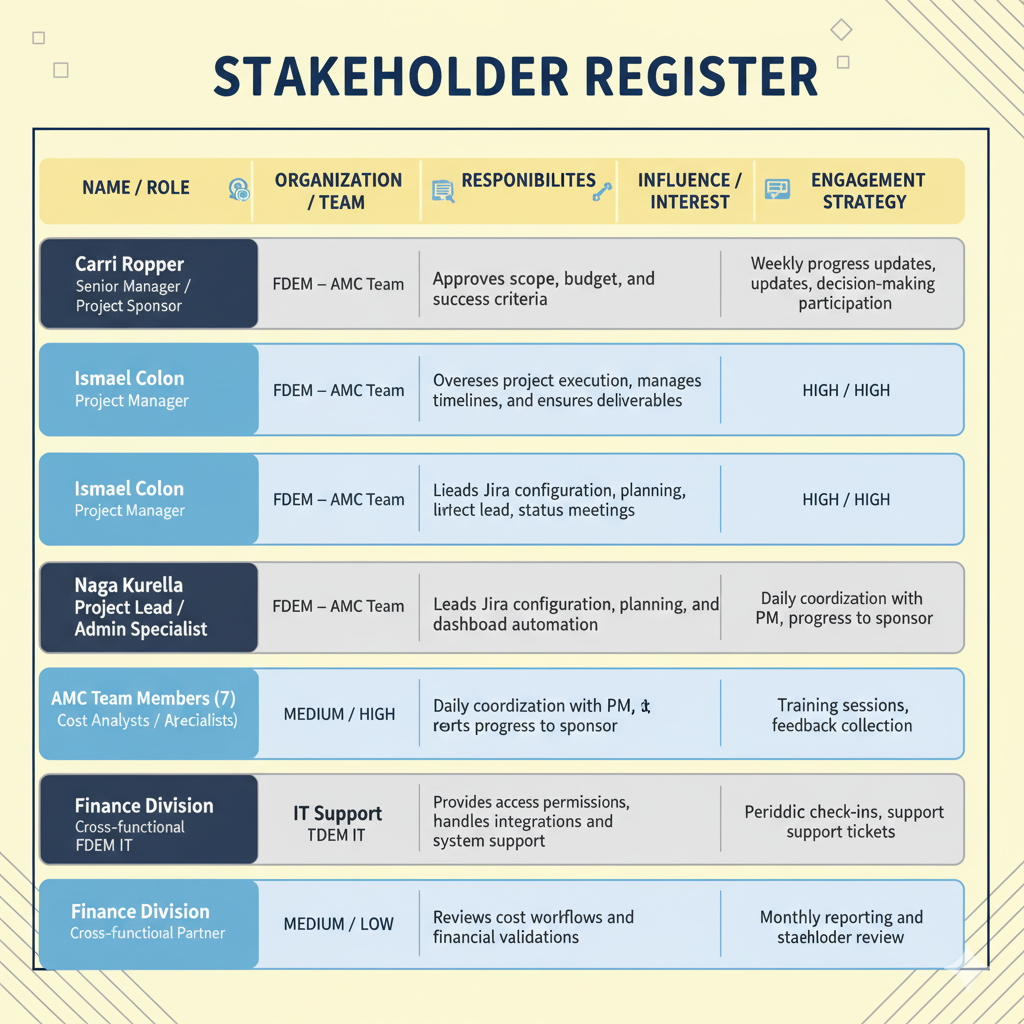 STAKEHOLDER REGISTER
NAME / ROLE
ORGANIZATION
/ TEAM
RESPONIBILITES
INFLUENCE /
INTEREST
ENGAGEMENT
STRATEGY
Carri Ropper
Senior Manager /
Project Sponsor
FDEM – AMC Team
Approves scope, budget, and
success criteria
Weekly progress updates,
updates, decision-making
participation
Ismael Colon
Project Manager
FDEM – AMC Team
Overeses project execution, manages
timelines, and ensures deliverables
HIGH / HIGH
Ismael Colon
Project Manager
FDEM – AMC Team
Lieads Jira configuration, planning,
lead, status meetings
HIGH / HIGH
Naga Kurella
Project Lead /
Admin Specialist
FDEM – AMC Team
Leads Jira configuration, planning, and
dashboad automation
Daily coordization with
PM, progress to sponsor
AMC Team Members (7)
Cost Analysts /
MEDIUM / HIGH
Daily coordization with PM,
progress to sponsor
Training sessions,
feedback collection
Finance Division
Cross-functional
FDEM IT
IT Support
TDEM IT
Provides access permissions,
handles integrations and
system support
Periddic check-ins, support
support tickets
Finance Division
Cross-functioual Partner
MEDIUM / LOW
Reviews cost worlflows and
financial validations
Monthly reporting and
staehloder review